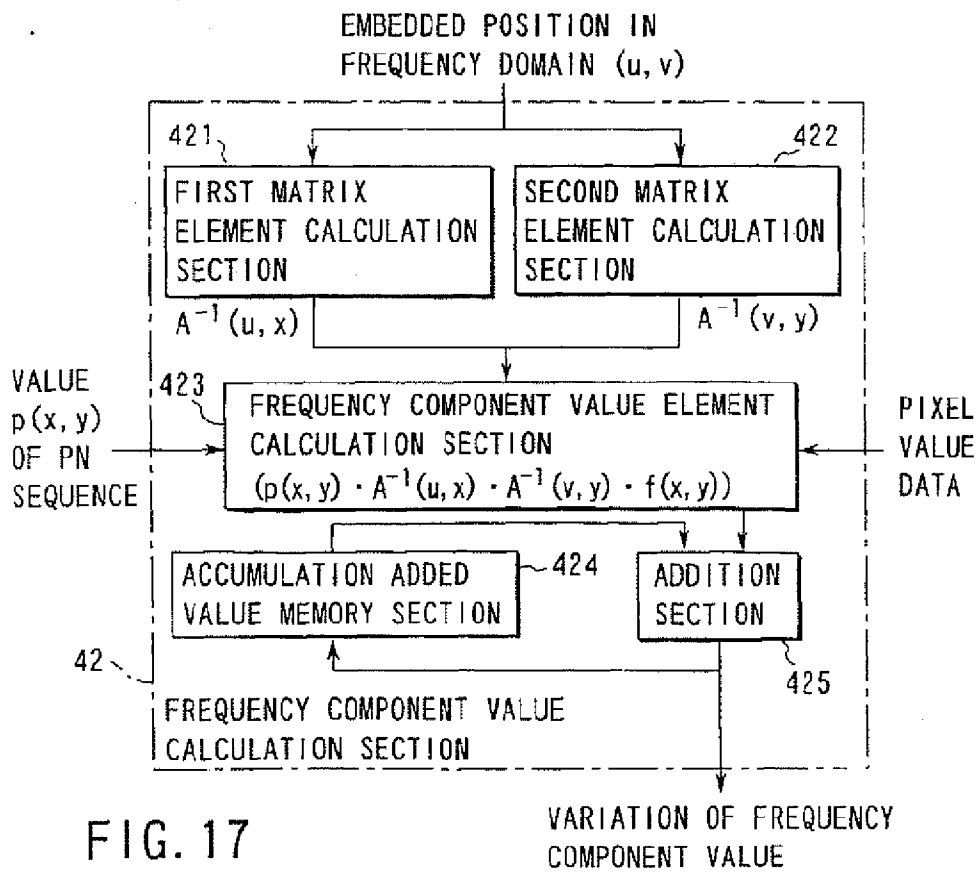 EMBEDDED POSITION IN
FREQUENCY DOMAIN (u, v)
421
422
FIRST MATRIX
ELEMENT CALCULATION
SECTION
SECOND MATRIX
ELEMENT CALCULATION
SECTION
A⁻¹(u, x)
A⁻¹(v, y)
VALUE
p(x, y)
OF PN
SEQUENCE
423
FREQUENCY COMPONENT VALUE ELEMENT
CALCULATION SECTION
(p(x, y) · A⁻¹(u, x) · A⁻¹(v, y) · f(x, y))
PIXEL
VALUE
DATA
ACCUMULATION ADDED
VALUE MEMORY SECTION
424
ADDITION
SECTION
425
42
FREQUENCY COMPONENT VALUE
CALCULATION SECTION
VARIATION OF FREQUENCY
COMPONENT VALUE
FIG. 17